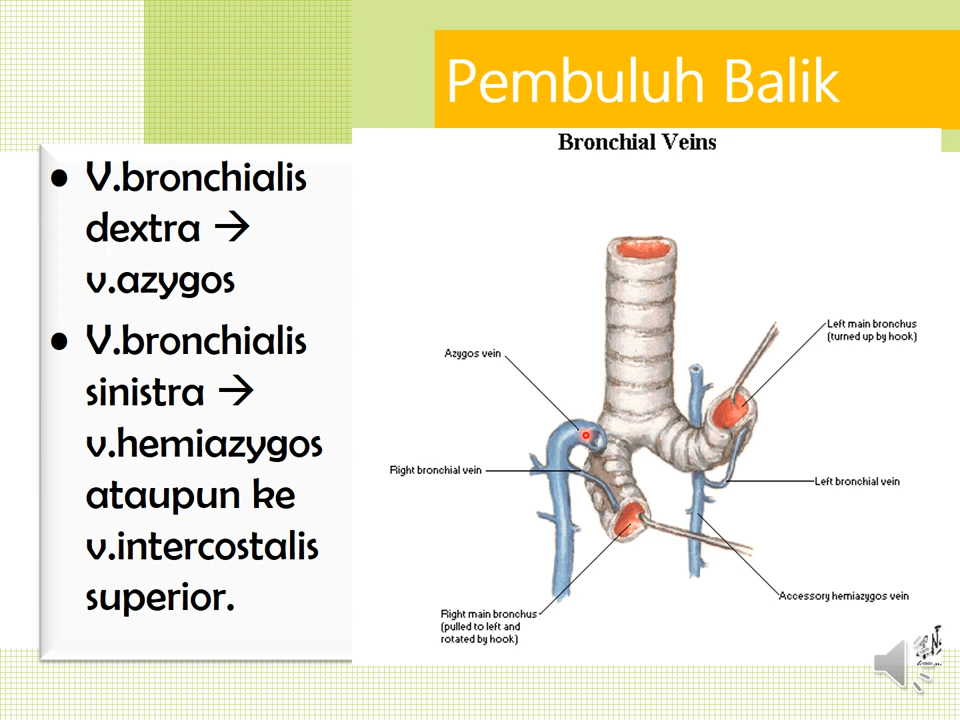 Pembuluh Balik
• V.bronchialis
dextra →
v.azygos
• V.bronchialis
sinistra →
v.hemiazygos
ataupun ke
v.intercostalis
superior.
Bronchial Veins
Left main bronchus
(turned up by hook)
Azygos vein
Right bronchial vein
Left bronchial vein
Accessory hemiazygos vein
Right main bronchus
(pulled to left and
rotated by hook)